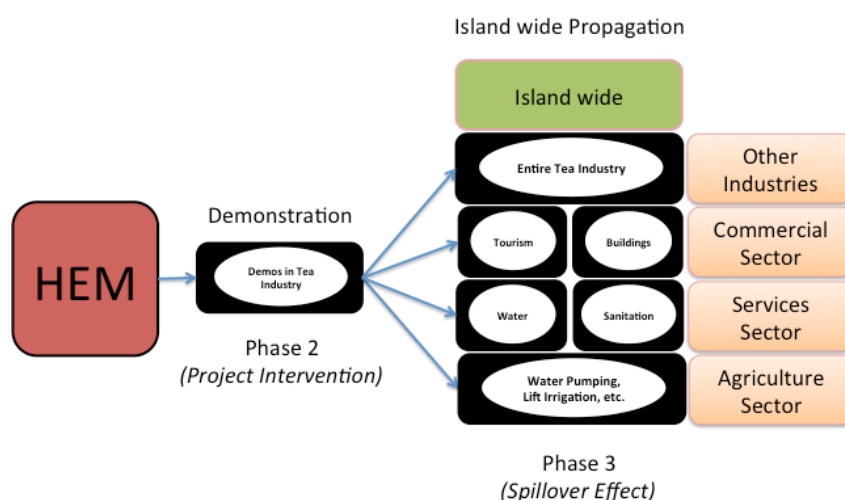 Island wide Propagation
Island wide
Entire Tea Industry
Other
Industries
HEM
Demonstration
Demos in Tea
Industry
Tourism
Buildings
Commercial
Sector
Water
Sanitation
Services
Sector
Phase 2
(Project Intervention)
Water Pumping,
Lift Irrigation, etc.
Agriculture
Sector
Phase 3
(Spillover Effect)